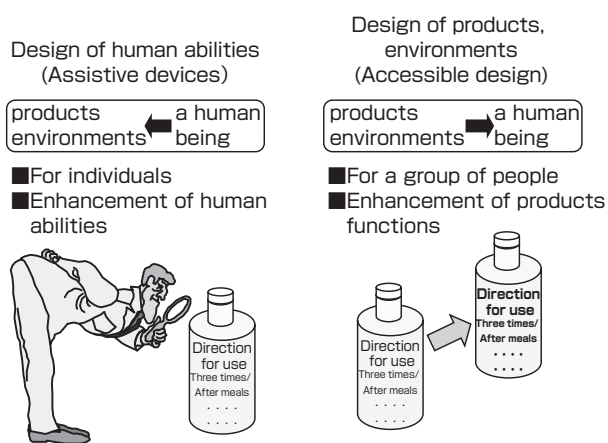 Design of human abilities
(Assistive devices)
products a human
environments being
■For individuals
■Enhancement of human
abilities
Direction
for use
Three times/
After meals
. . . .
. . . .
Design of products,
environments
(Accessible design)
products a human
environments being
■For a group of people
■Enhancement of products
functions
Direction
for use
Three times/
After meals
. . . .
. . . .
Direction
for use
Three times/
After meals
. . . .
. . . .